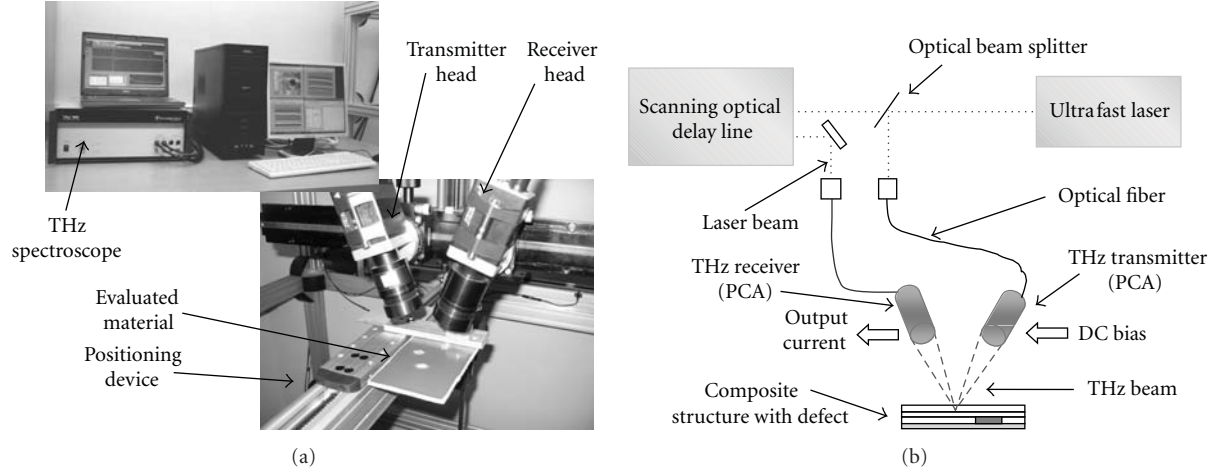 Transmitter
head
Receiver
head
THz
spectroscope
Evaluated
material
Positioning
device
(a)
Optical beam splitter
Scanning optical
delay line
Ultra fast laser
Laser beam
Optical fiber
THz receiver
(PCA)
THz transmitter
(PCA)
Output
current
DC bias
THz beam
Composite
structure with defect
(b)